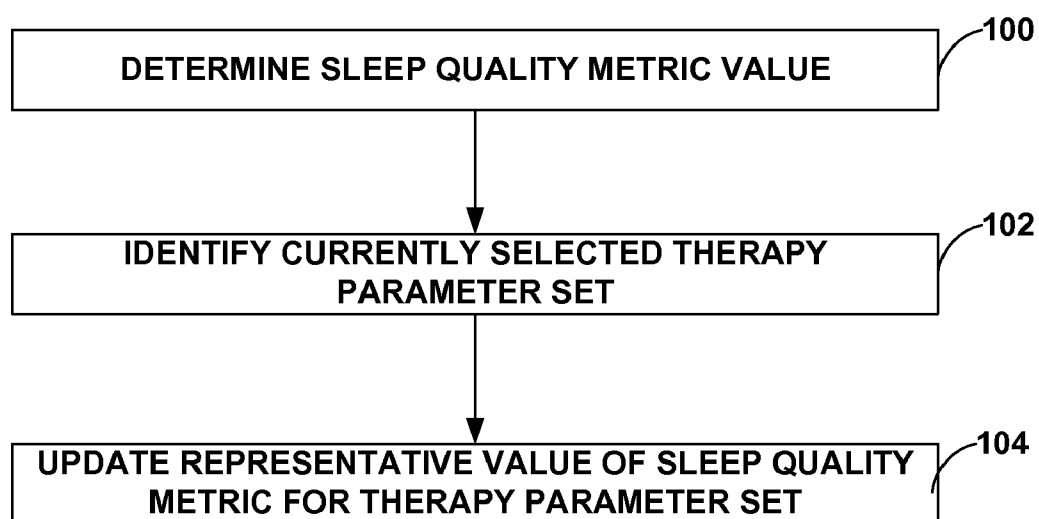 100
DETERMINE SLEEP QUALITY METRIC VALUE
102
IDENTIFY CURRENTLY SELECTED THERAPY
PARAMETER SET
104
UPDATE REPRESENTATIVE VALUE OF SLEEP QUALITY
METRIC FOR THERAPY PARAMETER SET